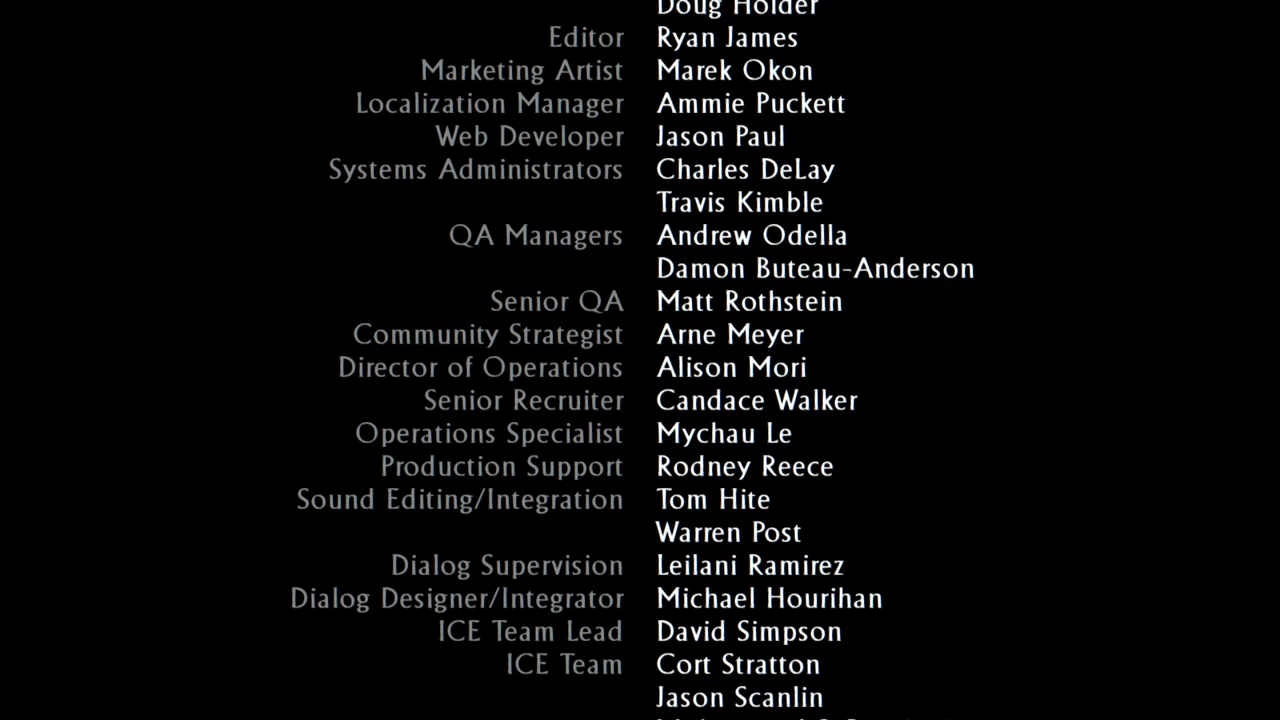 Doug Holder
Editor Ryan James
Marketing Artist Marek Okon
Localization Manager Ammie Puckett
Web Developer Jason Paul
Systems Administrators Charles DeLay
Travis Kimble
QA Managers Andrew Odella
Damon Buteau-Anderson
Senior QA Matt Rothstein
Community Strategist Arne Meyer
Director of Operations Alison Mori
Senior Recruiter Candace Walker
Operations Specialist Mychau Le
Production Support Rodney Reece
Sound Editing/Integration Tom Hite
Warren Post
Dialog Supervision Leilani Ramirez
Dialog Designer/Integrator Michael Hourihan
ICE Team Lead David Simpson
ICE Team Cort Stratton
Jason Scanlin